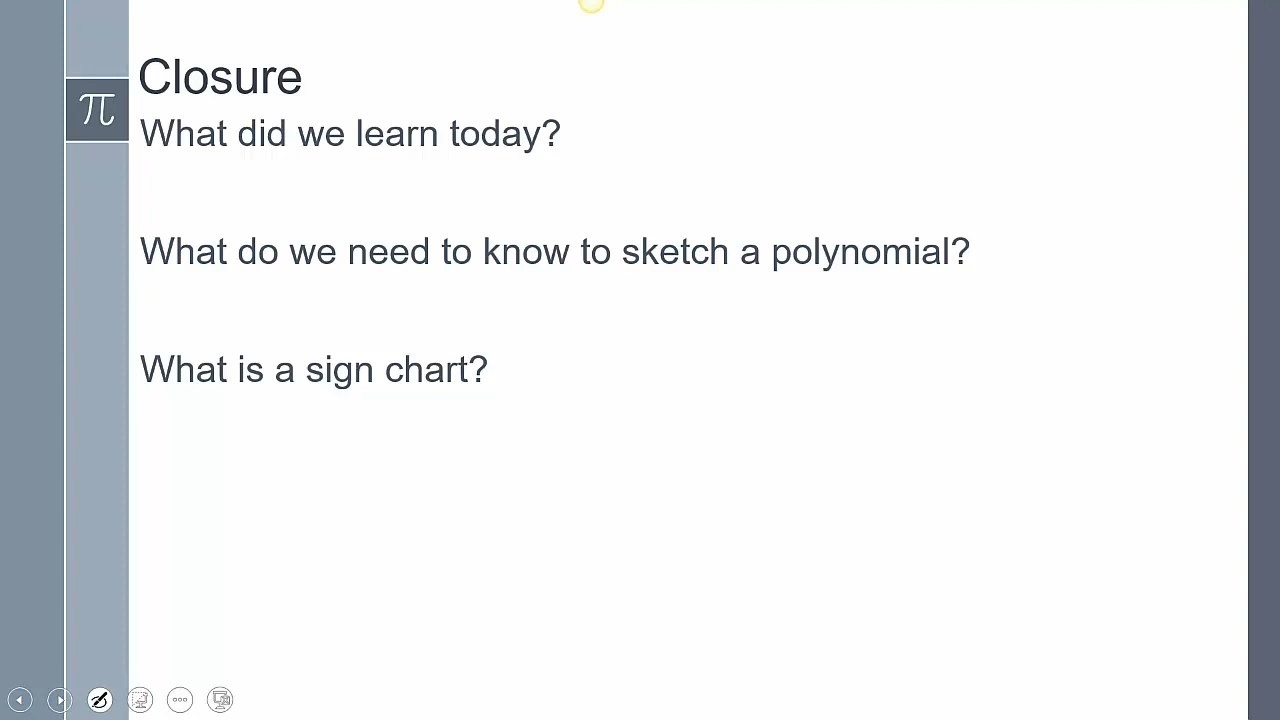 Closure
π
What did we learn today?
What do we need to know to sketch a polynomial?
What is a sign chart?